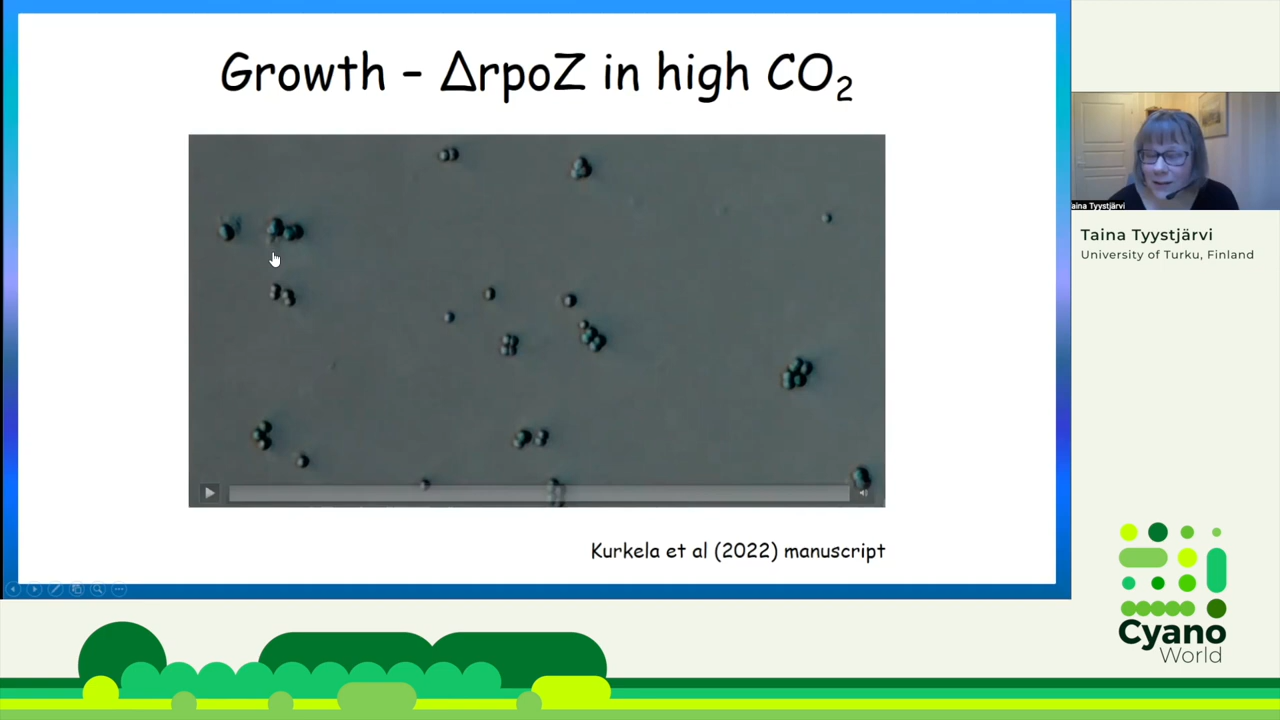 Growth – ΔrpoZ in high CO₂
Kurkela et al (2022) manuscript
aina Tyystjärvi
Taina Tyystjärvi
University of Turku, Finland
Cyano
World